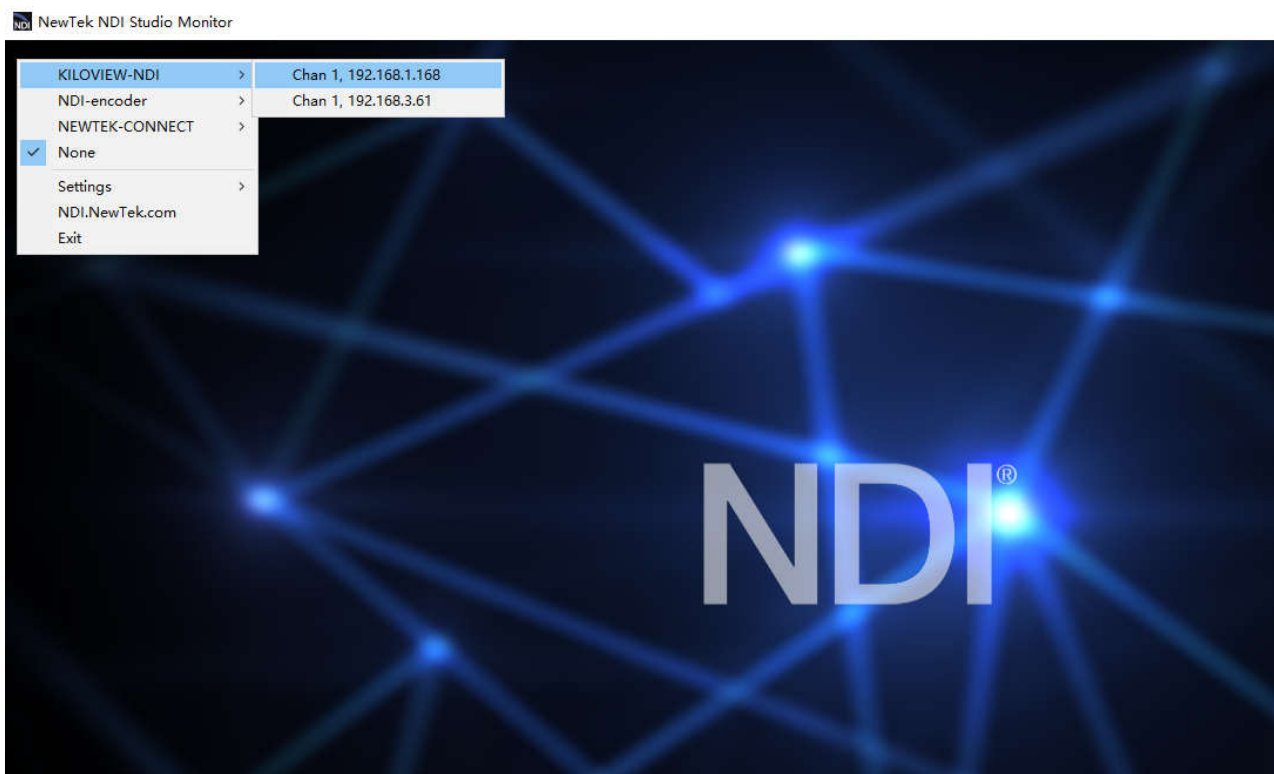 NDI NewTek NDI Studio Monitor
KILOVIEW-NDI >
Chan 1, 192.168.1.168
NDI-encoder >
Chan 1, 192.168.3.61
NEWTEK-CONNECT >
✓ None
Settings >
NDI.NewTek.com
Exit
NDI®